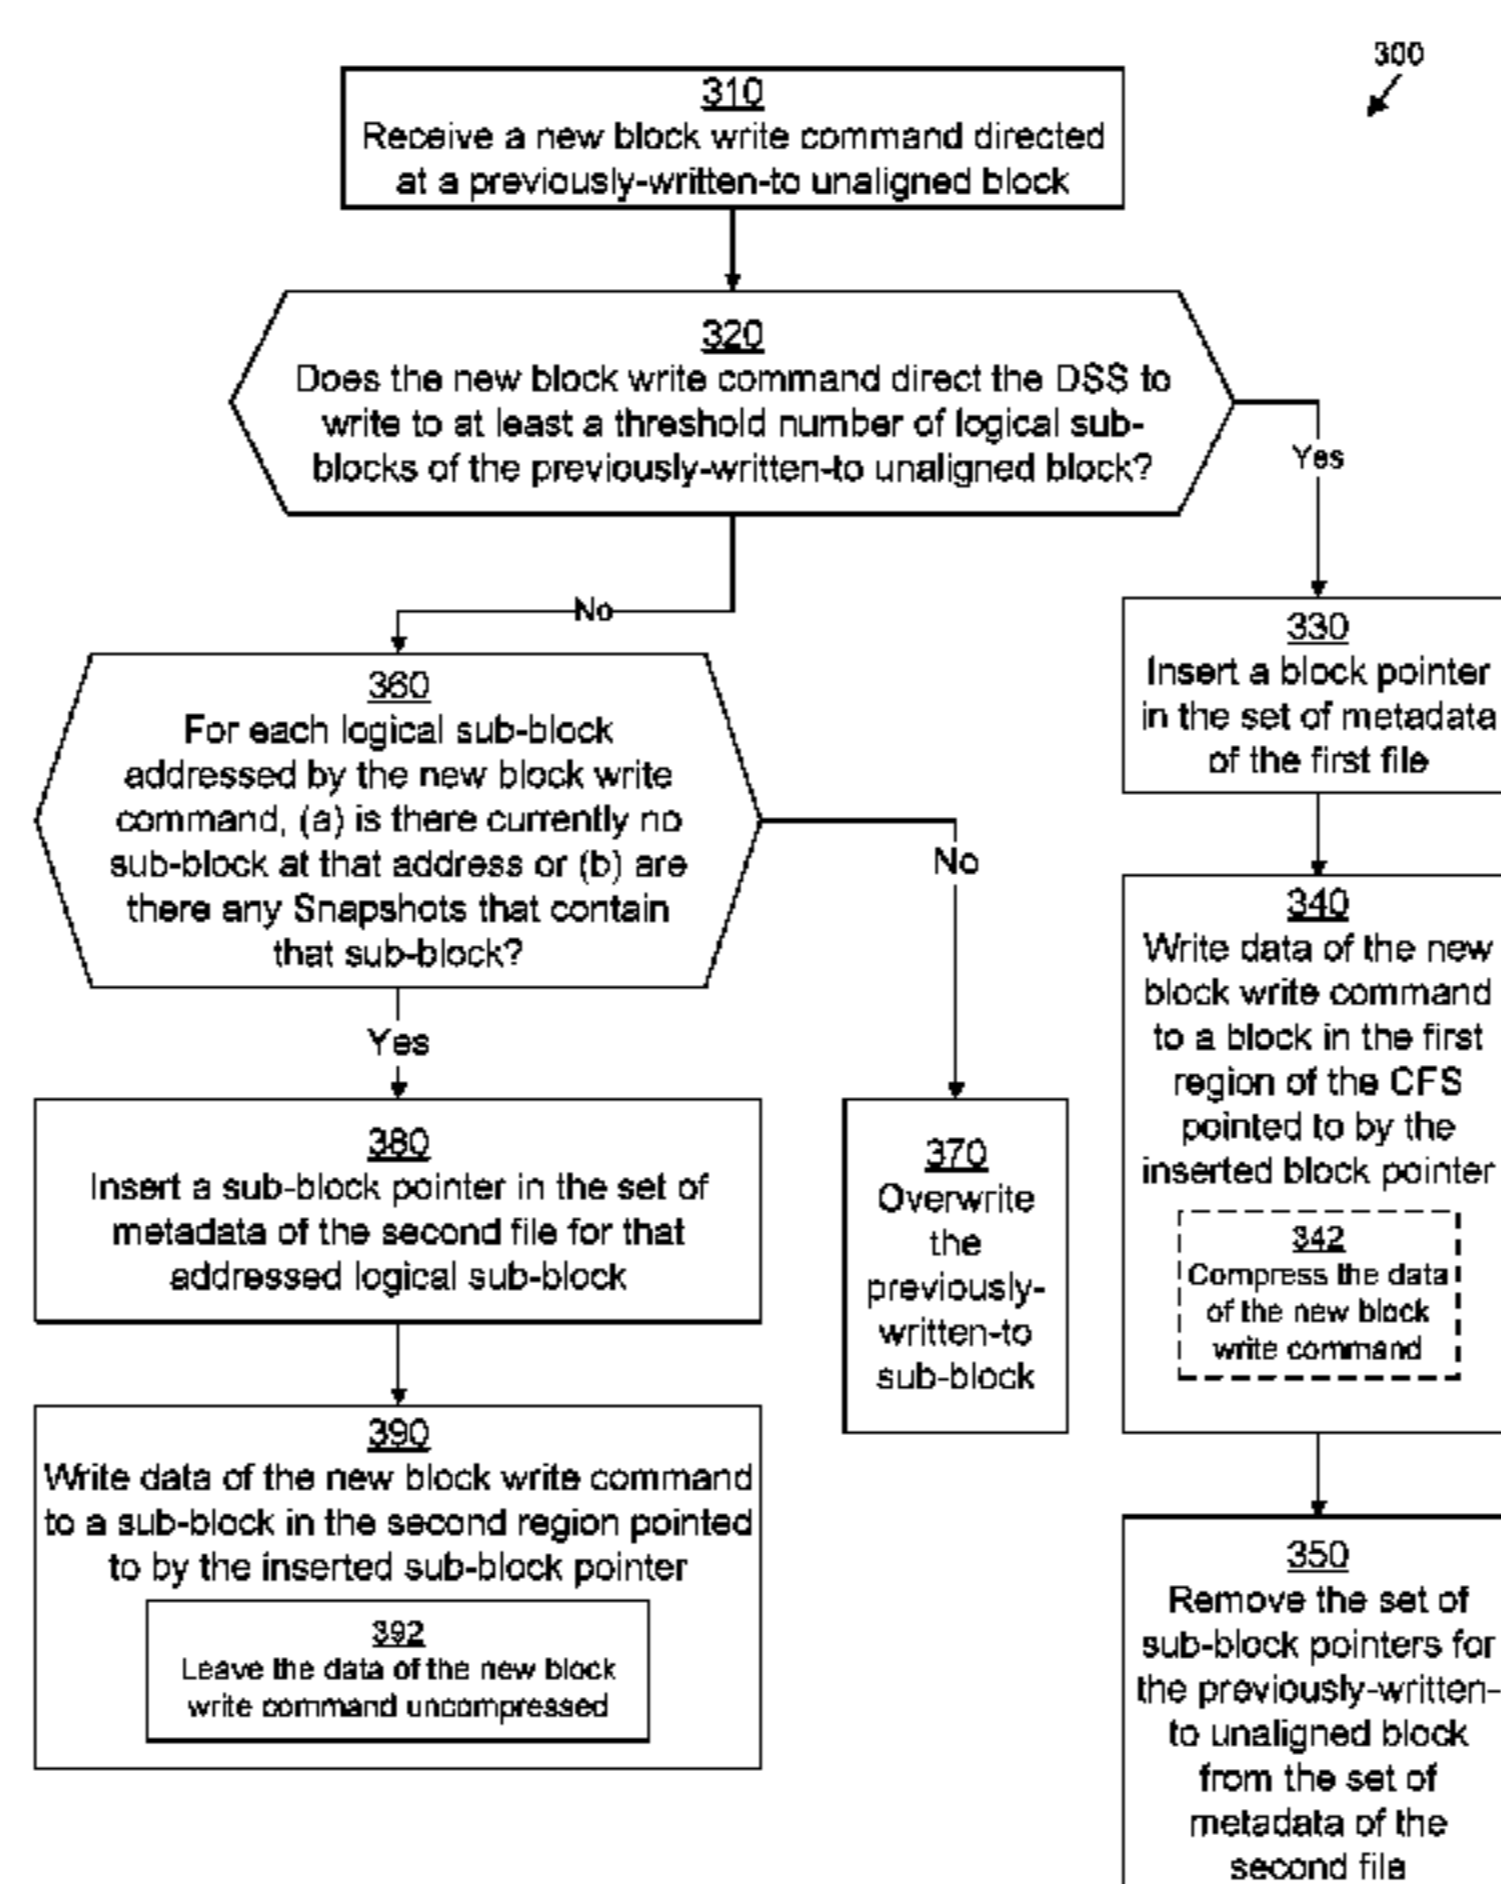 300
310
Receive a new block write command directed
at a previously-written-to unaligned block
320
Does the new block write command direct the DSS to
write to at least a threshold number of logical sub-
blocks of the previously-written-to unaligned block?
Yes
No
330
Insert a block pointer
in the set of metadata
of the first file
360
For each logical sub-block
addressed by the new block write
command, (a) is there currently no
sub-block at that address or (b) are
there any Snapshots that contain
that sub-block?
No
Yes
340
Write data of the new
block write command
to a block in the first
region of the CFS
pointed to by the
inserted block pointer
342
Compress the data
of the new block
write command
380
Insert a sub-block pointer in the set of
metadata of the second file for that
addressed logical sub-block
370
Overwrite
the
previously-
written-to
sub-block
390
Write data of the new block write command
to a sub-block in the second region pointed
to by the inserted sub-block pointer
392
Leave the data of the new block
write command uncompressed
350
Remove the set of
sub-block pointers for
the previously-written-
to unaligned block
from the set of
metadata of the
second file